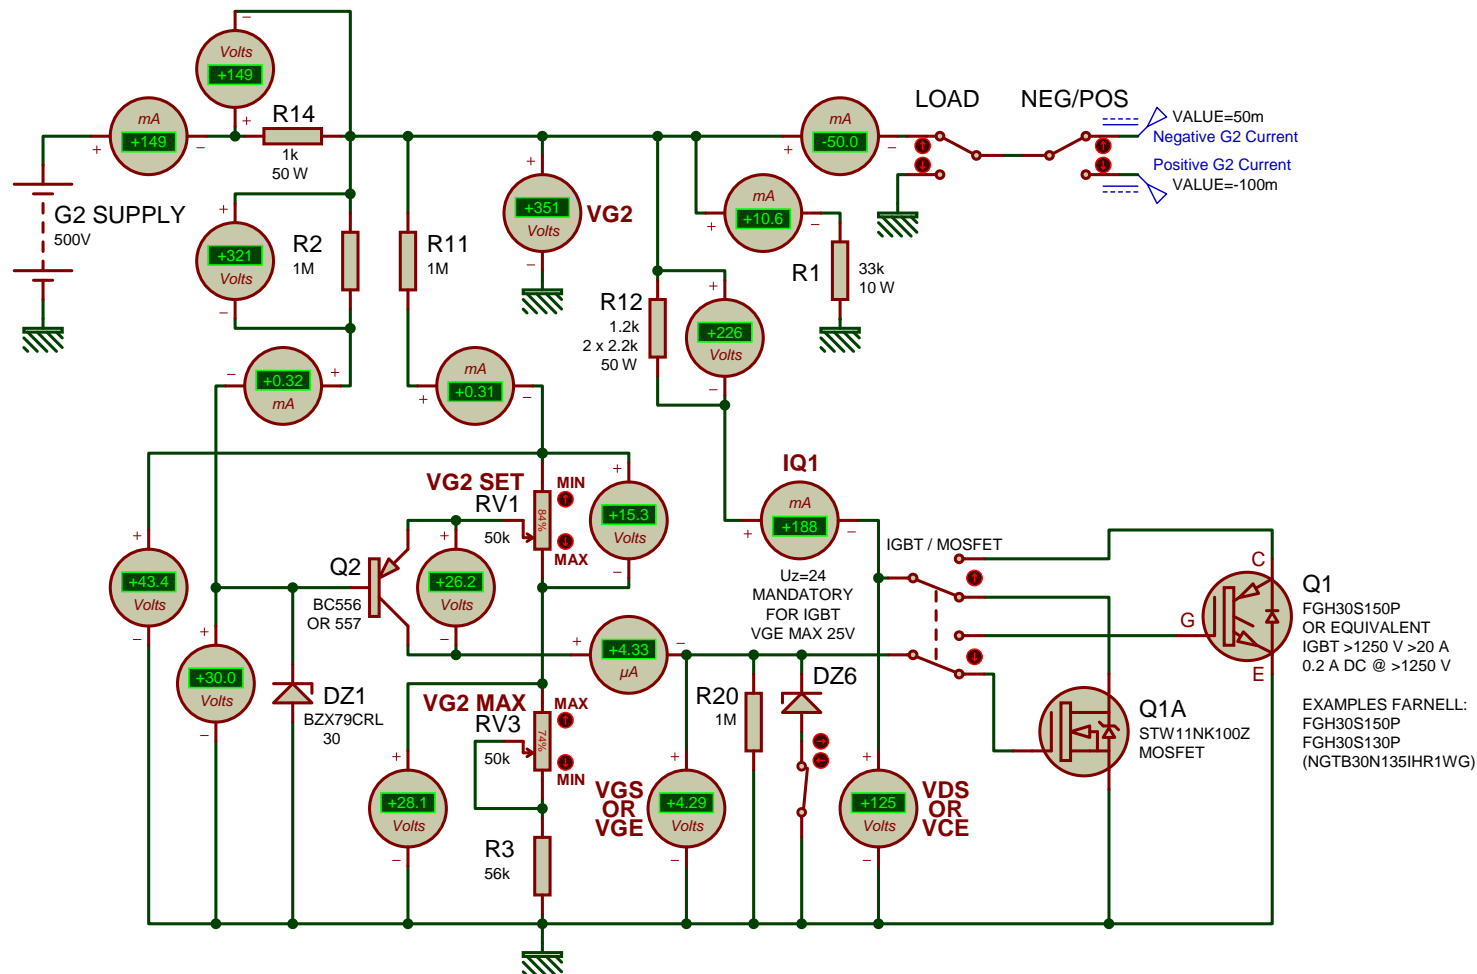 Volts
+149
mA
+149
R14
1k
50 W
G2 SUPPLY
500V
+321
Volts
R2
1M
R11
1M
+351
Volts
VG2
mA
-50.0
LOAD
NEG/POS
VALUE=50m
Negative G2 Current
Positive G2 Current
VALUE=-100m
mA
+10.6
R1
33k
10 W
R12
1.2k
2 x 2.2k
50 W
+226
Volts
+0.32
mA
mA
+0.31
VG2 SET
RV1
50k
84%
MIN
MAX
+15.3
Volts
IQ1
mA
+188
+43.4
Volts
Q2
BC556
OR 557
+26.2
Volts
Uz=24
MANDATORY
FOR IGBT
VGE MAX 25V
IGBT / MOSFET
C
G
E
Q1
FGH30S150P
OR EQUIVALENT
IGBT >1250 V >20 A
0.2 A DC @ >1250 V
EXAMPLES FARNELL:
FGH30S150P
FGH30S130P
(NGTB30N135IHR1WG)
+4.33
µA
+30.0
Volts
DZ1
BZX79CRL
30
VG2 MAX
RV3
50k
74%
MAX
MIN
R20
1M
DZ6
Q1A
STW11NK100Z
MOSFET
+28.1
Volts
R3
56k
VGS
OR
VGE
+4.29
Volts
+125
Volts
VDS
OR
VCE